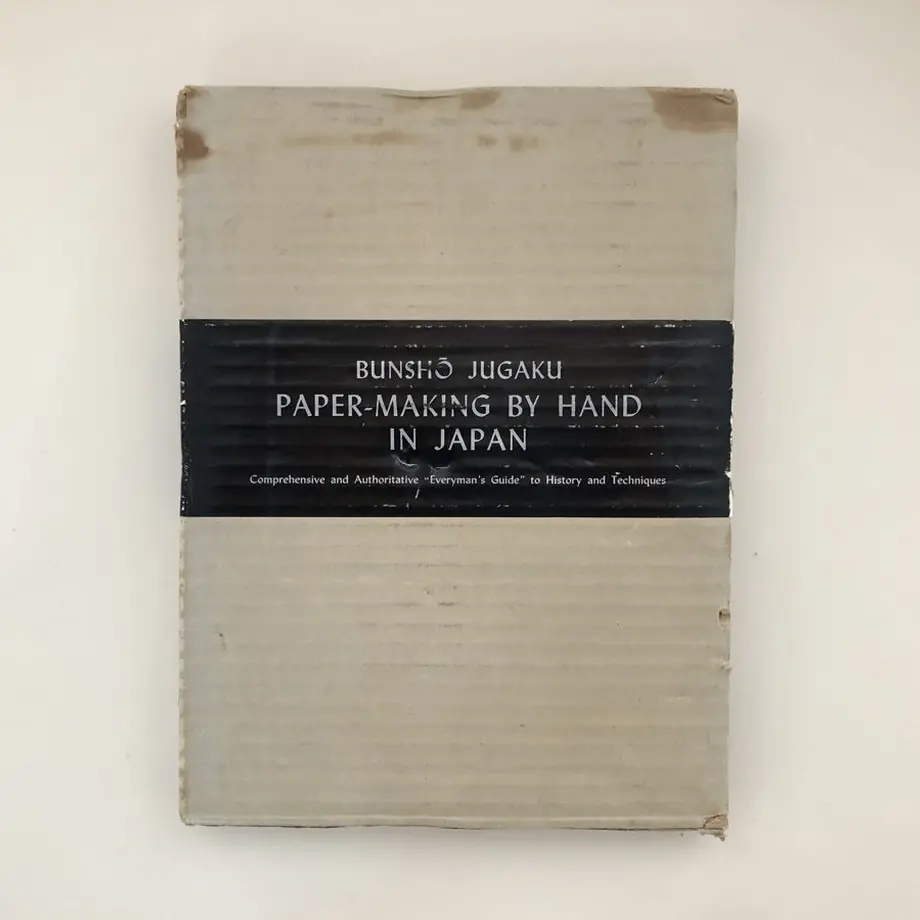 BUNSHŌ JUGAKU
PAPER-MAKING BY HAND
IN JAPAN
Comprehensive and Authoritative "Everyman's Guide" to History and Techniques